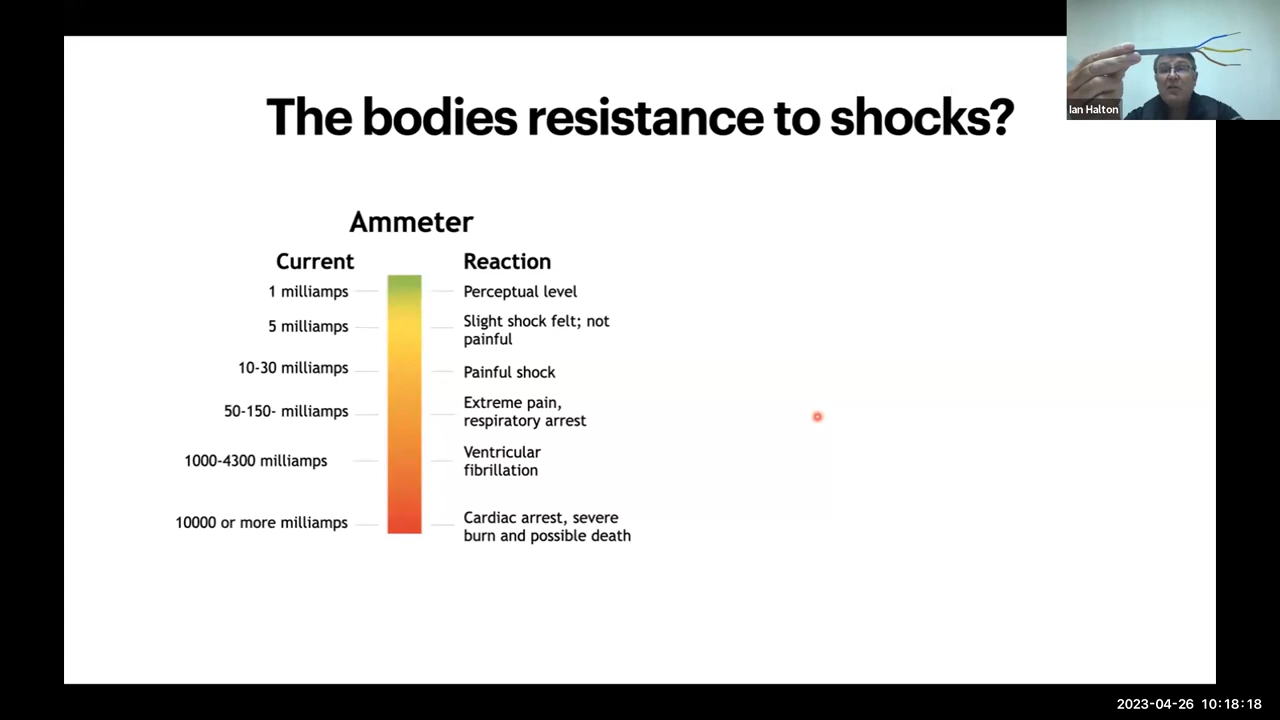 The bodies resistance to shocks?
Ian Halton
Ammeter
Current
Reaction
1 milliamps
Perceptual level
5 milliamps
Slight shock felt; not
painful
10-30 milliamps
Painful shock
50-150- milliamps
Extreme pain,
respiratory arrest
1000-4300 milliamps
Ventricular
fibrillation
10000 or more milliamps
Cardiac arrest, severe
burn and possible death
2023-04-26 10:18:18